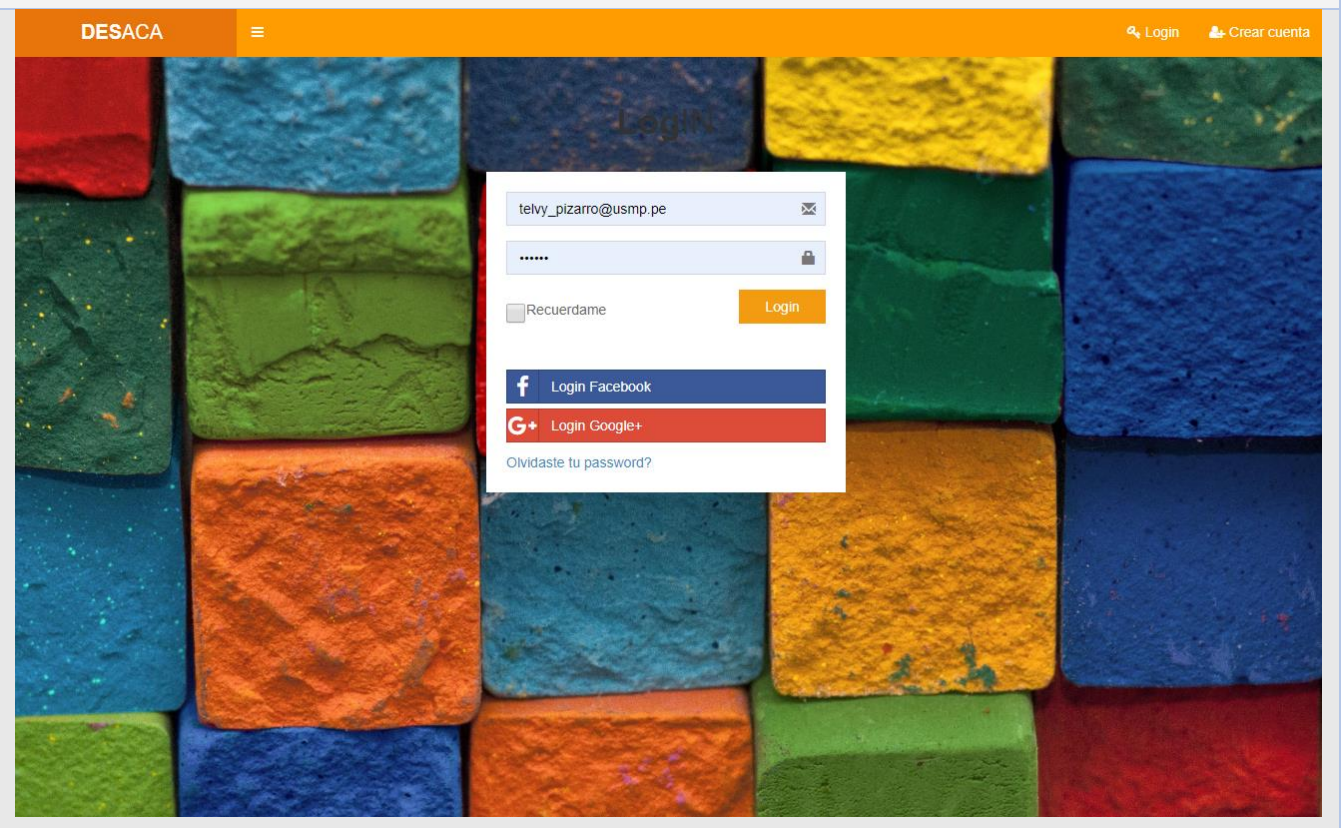 DESACA
Login
Crear cuenta
LogIN
telvy_pizarro@usmp.pe
••••••
Recuerdame
Login
Login Facebook
G+ Login Google+
Olvidaste tu password?